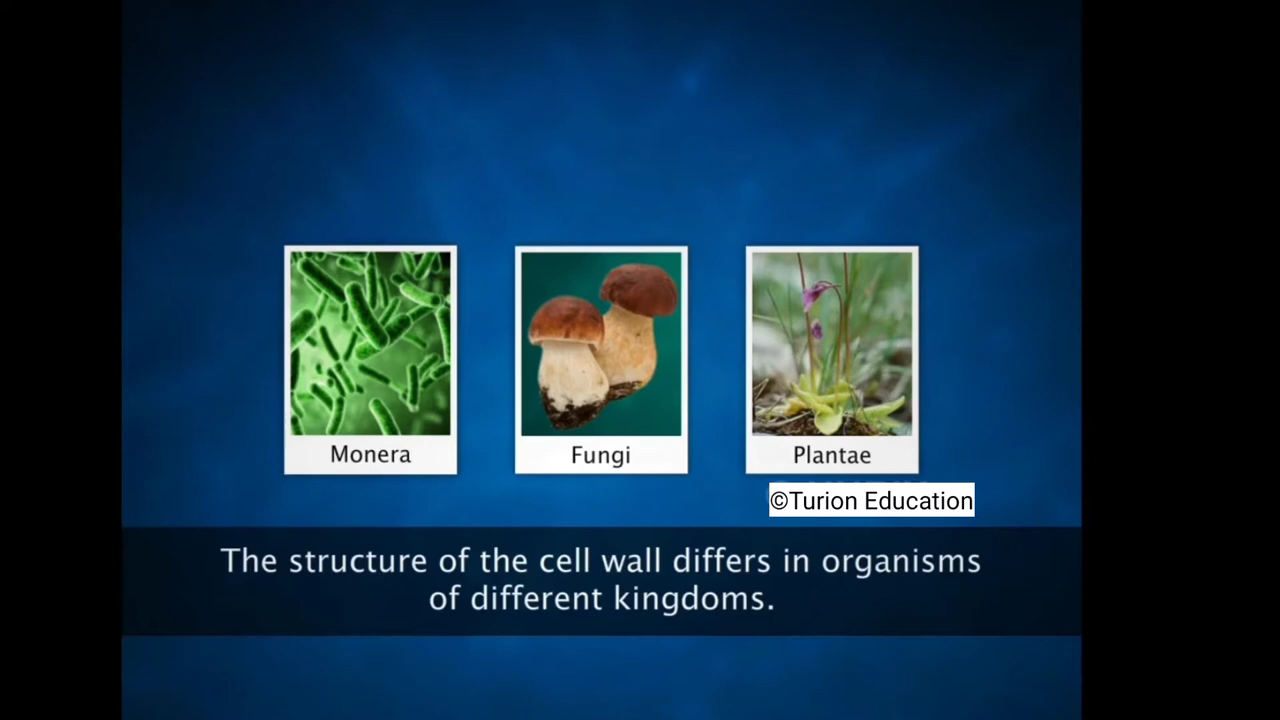 Monera
Fungi
Plantae
©Turion Education
The structure of the cell wall differs in organisms
of different kingdoms.